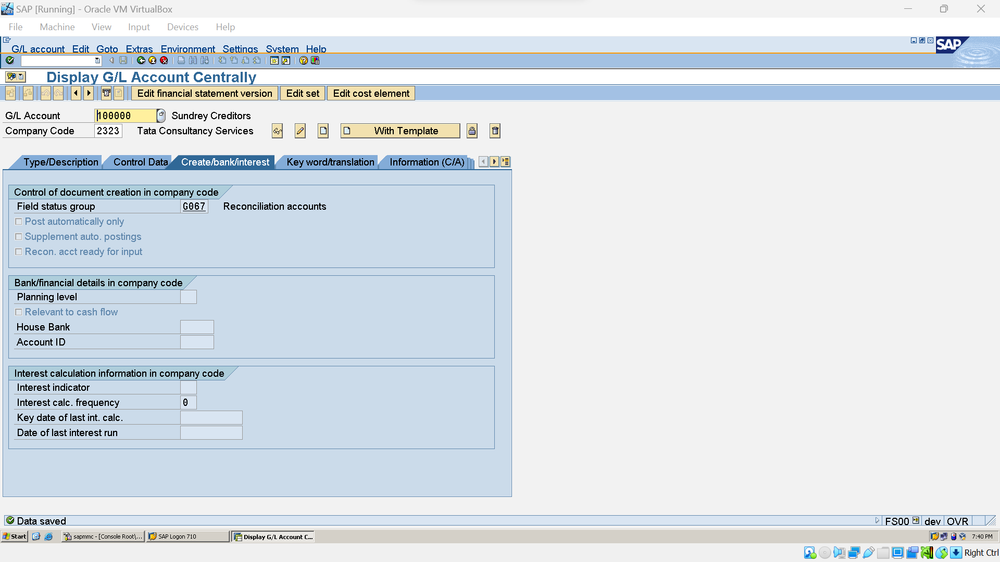 SAP [Running] - Oracle VM VirtualBox
File Machine View Input Devices Help
G/L account Edit Goto Extras Environment Settings System Help
SAP
Display G/L Account Centrally
Edit financial statement version Edit set Edit cost element
G/L Account 100000 Sundrey Creditors
Company Code 2323 Tata Consultancy Services With Template
Type/Description Control Data Create/bank/interest Key word/translation Information (C/A)
Control of document creation in company code
Field status group G067 Reconciliation accounts
Post automatically only
Supplement auto. postings
Recon. acct ready for input
Bank/financial details in company code
Planning level
Relevant to cash flow
House Bank
Account ID
Interest calculation information in company code
Interest indicator
Interest calc. frequency 0
Key date of last int. calc.
Date of last interest run
Data saved FS00 dev OVR
Start sapmmc - [Console Root\... SAP Logon 710 Display G/L Account C... 7:40 PM
Right Ctrl